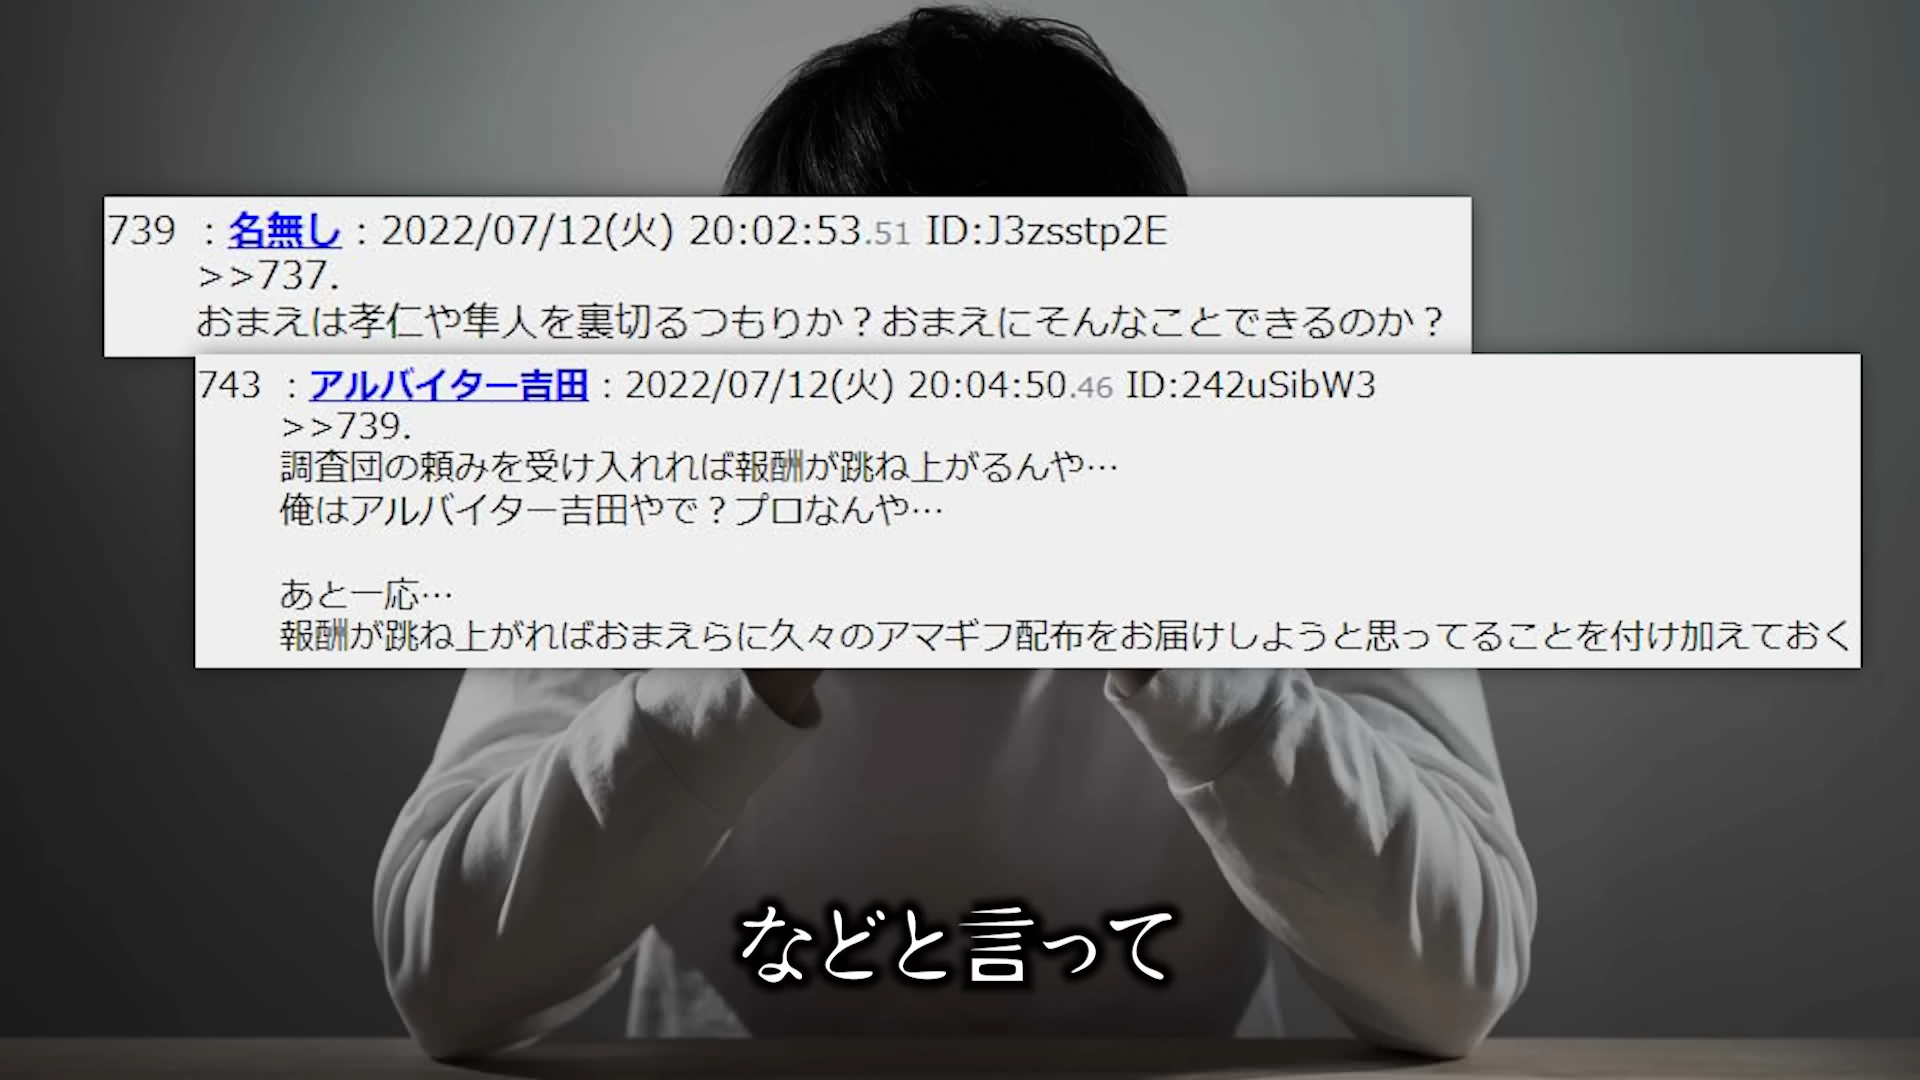 739 ：名無し：2022/07/12(火) 20:02:53.51 ID:J3zsstp2E
>>737.
おまえは孝仁や隼人を裏切るつもりか？おまえにそんなことできるのか？
743 ：アルバイター吉田：2022/07/12(火) 20:04:50.46 ID:242uSibW3
>>739.
調査団の頼みを受け入れれば報酬が跳ね上がるんや…
俺はアルバイター吉田やで？プロなんや…
あと一応…
報酬が跳ね上がればおまえらに久々のアマギフ配布をお届けしようと思ってることを付け加えておく
などと言って